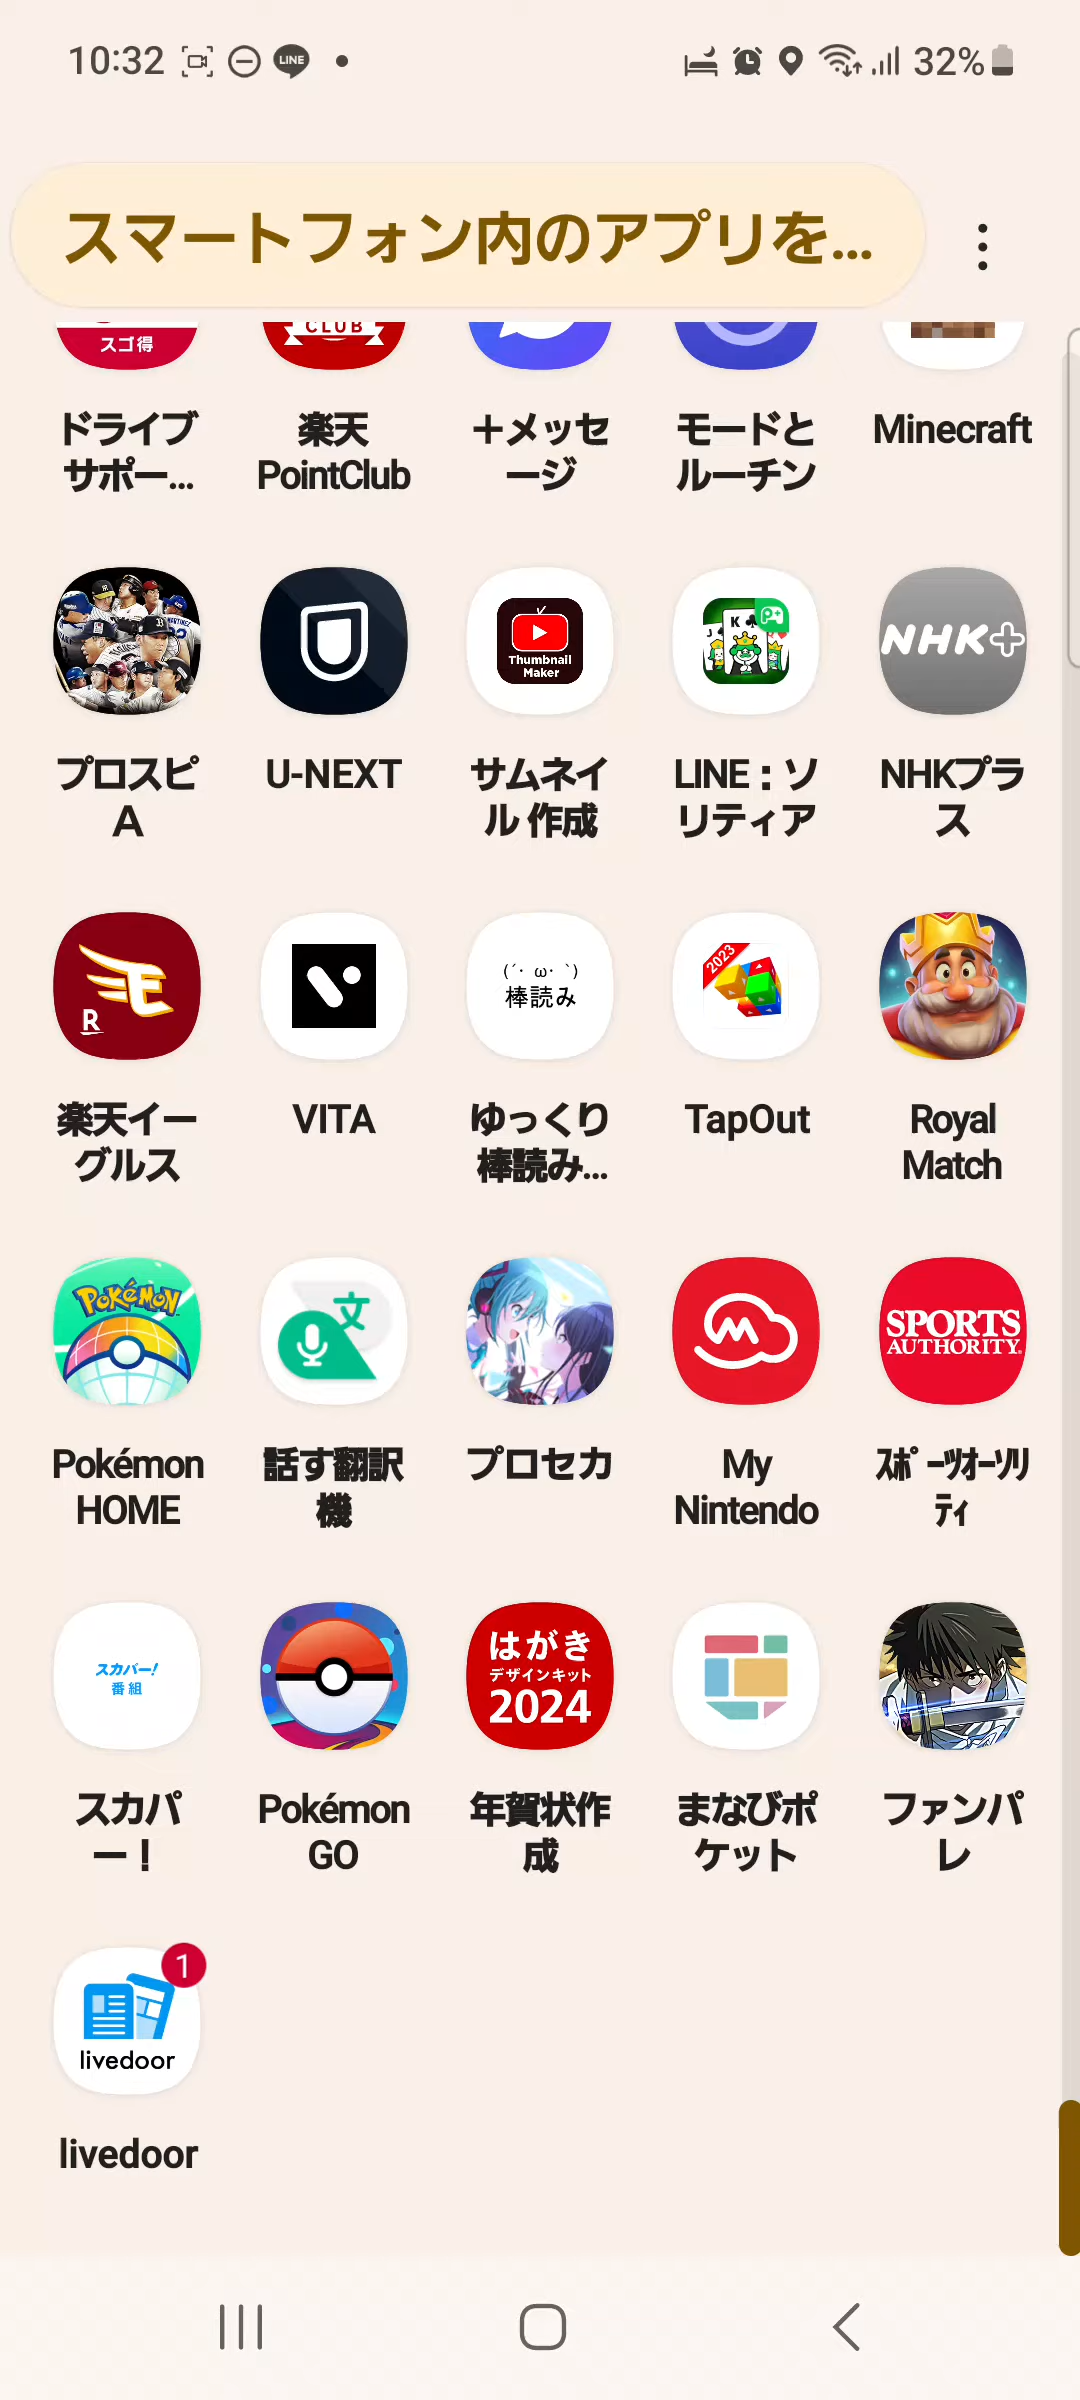 10:32 LINE 32%
スマートフォン内のアプリを...
スゴ得
CLUB
ドライブ
サポー...
楽天
PointClub
＋メッセ
ージ
モードと
ルーチン
Minecraft
Thumbnail
Maker
NHK+
プロスピ
A
U-NEXT
サムネイ
ル 作成
LINE：ソ
リティア
NHKプラ
ス
R
(´・ω・`)
棒読み
2023
楽天イー
グルス
VITA
ゆっくり
棒読み...
TapOut
Royal
Match
POKéMON
文
SPORTS
AUTHORITY
Pokémon
HOME
話す翻訳
機
プロセカ
My
Nintendo
ｽﾎﾟｰﾂｵｰｿﾘ
ﾃｨ
スカパー!
番組
はがき
デザインキット
2024
スカパ
ー！
Pokémon
GO
年賀状作
成
まなびポ
ケット
ファンパ
レ
1
livedoor
livedoor